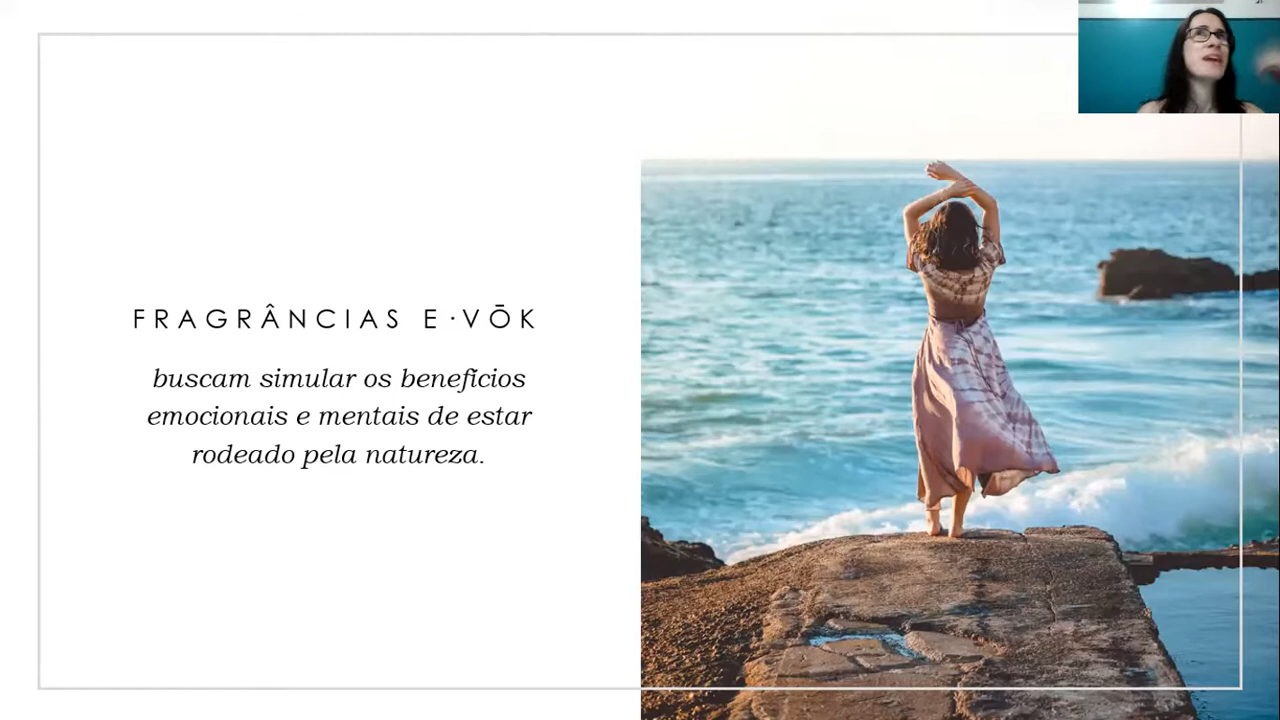 FRAGRÂNCIAS E·VŌK
buscam simular os benefícios
emocionais e mentais de estar
rodeado pela natureza.